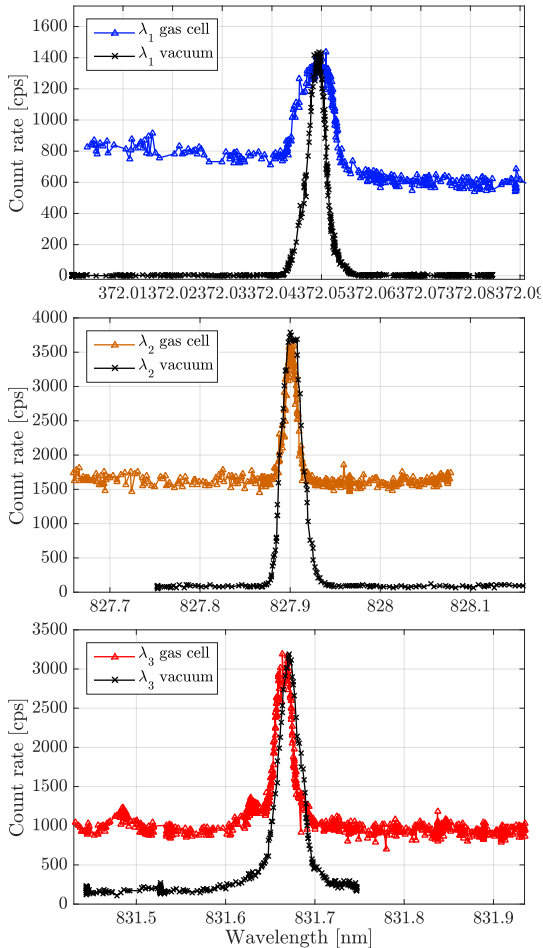 1600
1400
1200
1000
800
600
400
200
0
Count rate [cps]
λ1 gas cell
λ1 vacuum
372.01372.02372.03372.04372.05372.06372.07372.08372.09
4000
3500
3000
2500
2000
1500
1000
500
0
Count rate [cps]
λ2 gas cell
λ2 vacuum
827.7 827.8 827.9 828 828.1
3500
3000
2500
2000
1500
1000
500
0
Count rate [cps]
λ3 gas cell
λ3 vacuum
831.5 831.6 831.7 831.8 831.9
Wavelength [nm]